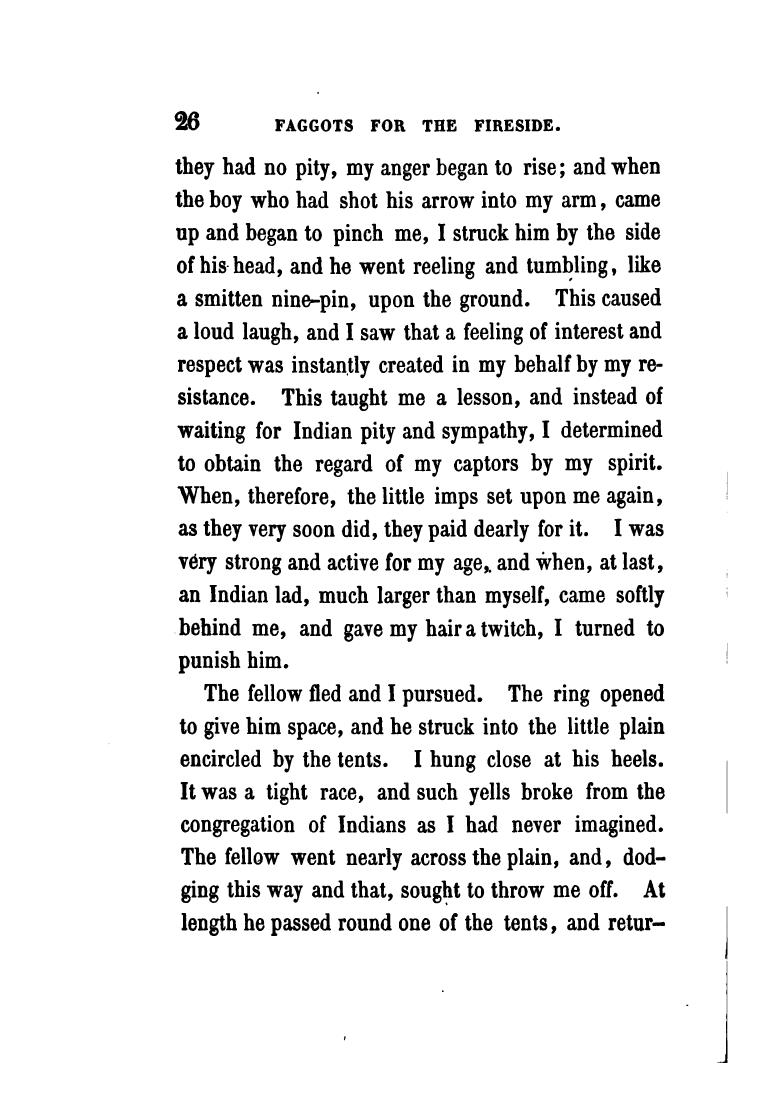 26 FAGGOTS FOR THE FIRESIDE.
they had no pity, my anger began to rise; and when
the boy who had shot his arrow into my arm, came
up and began to pinch me, I struck him by the side
of his head, and he went reeling and tumbling, like
a smitten nine-pin, upon the ground. This caused
a loud laugh, and I saw that a feeling of interest and
respect was instantly created in my behalf by my re-
sistance. This taught me a lesson, and instead of
waiting for Indian pity and sympathy, I determined
to obtain the regard of my captors by my spirit.
When, therefore, the little imps set upon me again,
as they very soon did, they paid dearly for it. I was
very strong and active for my age, and when, at last,
an Indian lad, much larger than myself, came softly
behind me, and gave my hair a twitch, I turned to
punish him.
The fellow fled and I pursued. The ring opened
to give him space, and he struck into the little plain
encircled by the tents. I hung close at his heels.
It was a tight race, and such yells broke from the
congregation of Indians as I had never imagined.
The fellow went nearly across the plain, and, dod-
ging this way and that, sought to throw me off. At
length he passed round one of the tents, and retur-